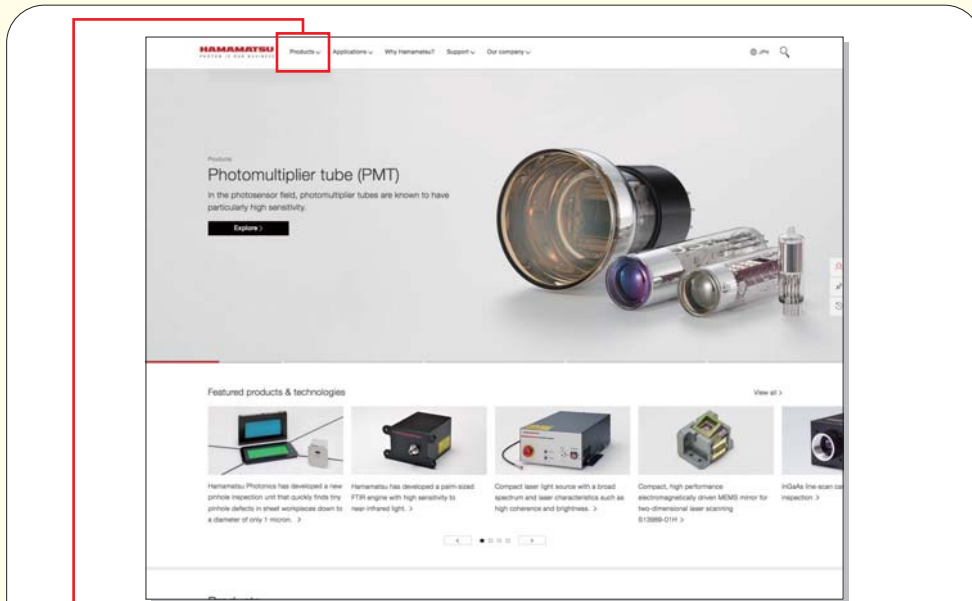 HAMAMATSU
PHOTON IS OUR BUSINESS
Products
Applications
Why Hamamatsu?
Support
Our company
JPN
Products
Photomultiplier tube (PMT)
In the photosensor field, photomultiplier tubes are known to have
particularly high sensitivity.
Explore >
Featured products & technologies
View all >
Hamamatsu Photonics has developed a new
pinhole inspection unit that quickly finds tiny
pinhole defects in sheet workpieces down to
a diameter of only 1 micron. >
Hamamatsu has developed a palm-sized
FTIR engine with high sensitivity to
near-infrared light. >
Compact laser light source with a broad
spectrum and laser characteristics such as
high coherence and brightness. >
Compact, high performance
electromagnetically driven MEMS mirror for
two-dimensional laser scanning
S13989-01H >
InGaAs line-scan ca
inspection >